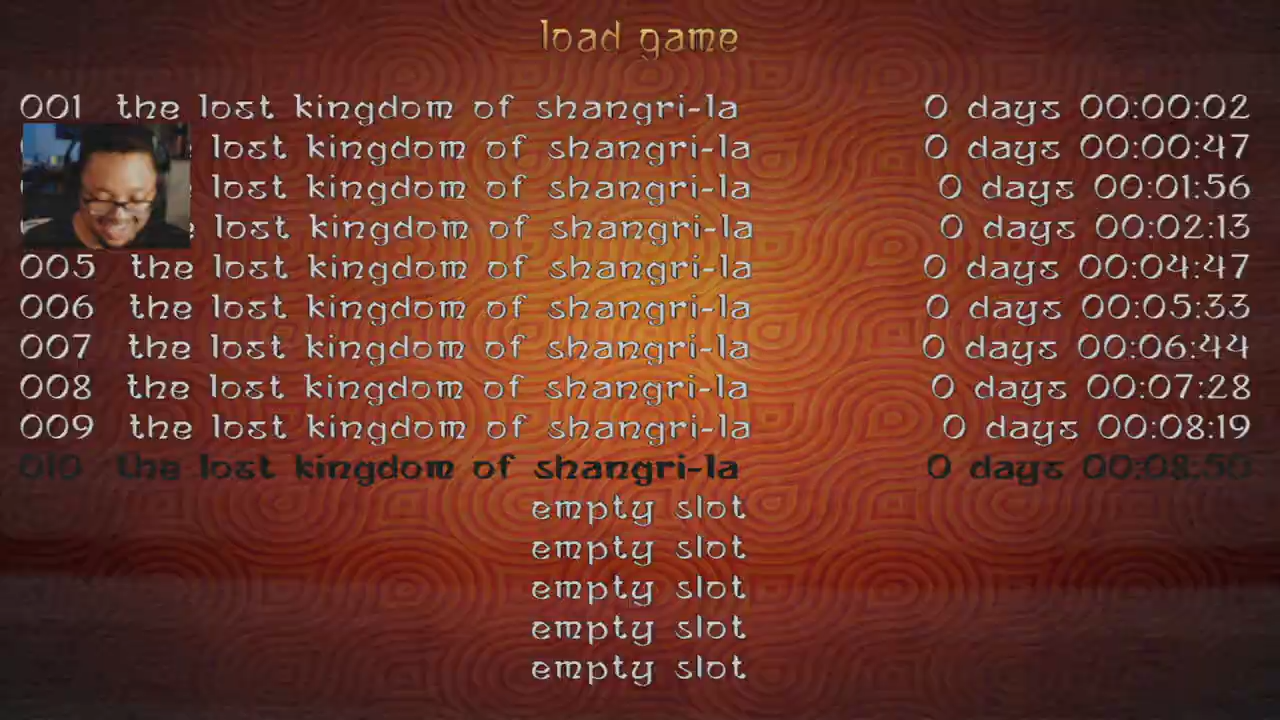 load game
001 the lost kingdom of shangri-la 0 days 00:00:02
lost kingdom of shangri-la 0 days 00:00:47
lost kingdom of shangri-la 0 days 00:01:56
lost kingdom of shangri-la 0 days 00:02:13
005 the lost kingdom of shangri-la 0 days 00:04:47
006 the lost kingdom of shangri-la 0 days 00:05:33
007 the lost kingdom of shangri-la 0 days 00:06:44
008 the lost kingdom of shangri-la 0 days 00:07:28
009 the lost kingdom of shangri-la 0 days 00:08:19
010 the lost kingdom of shangri-la 0 days 00:08:50
empty slot
empty slot
empty slot
empty slot
empty slot